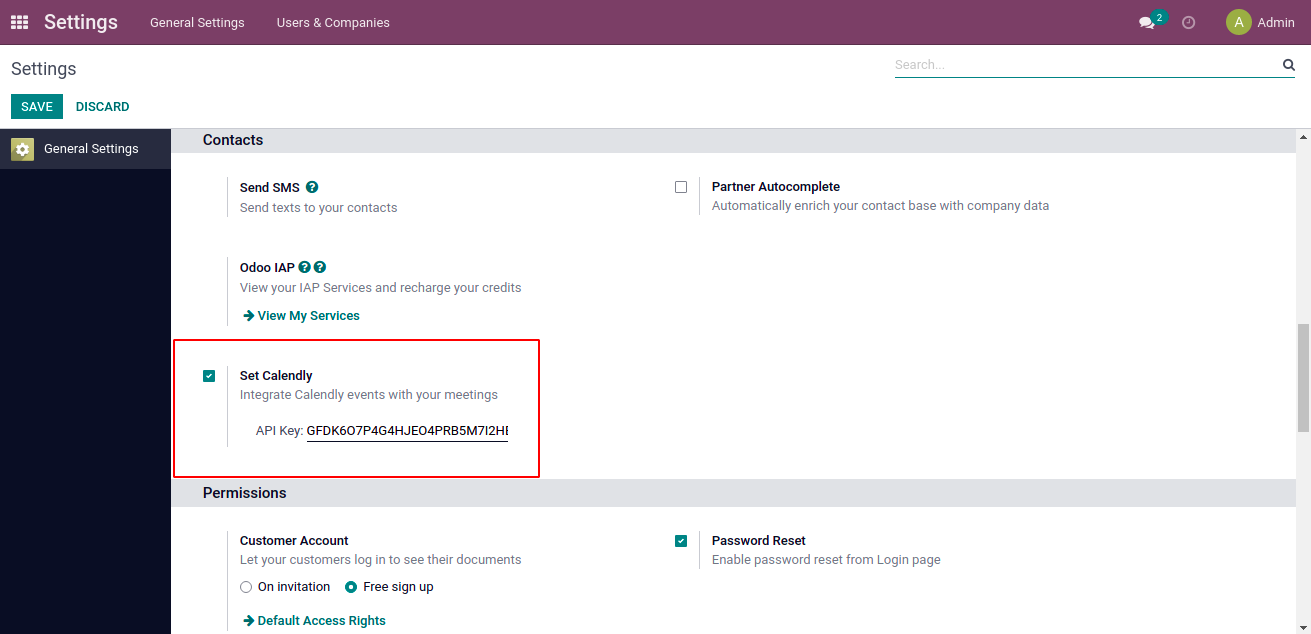 Settings General Settings Users & Companies 2 A Admin
Settings Search...
SAVE DISCARD
General Settings
Contacts
Send SMS ? Partner Autocomplete
Send texts to your contacts Automatically enrich your contact base with company data
Odoo IAP ? ?
View your IAP Services and recharge your credits
View My Services
Set Calendly
Integrate Calendly events with your meetings
API Key: GFDK6O7P4G4HJEO4PRB5M7I2H
Permissions
Customer Account Password Reset
Let your customers log in to see their documents Enable password reset from Login page
On invitation Free sign up
Default Access Rights